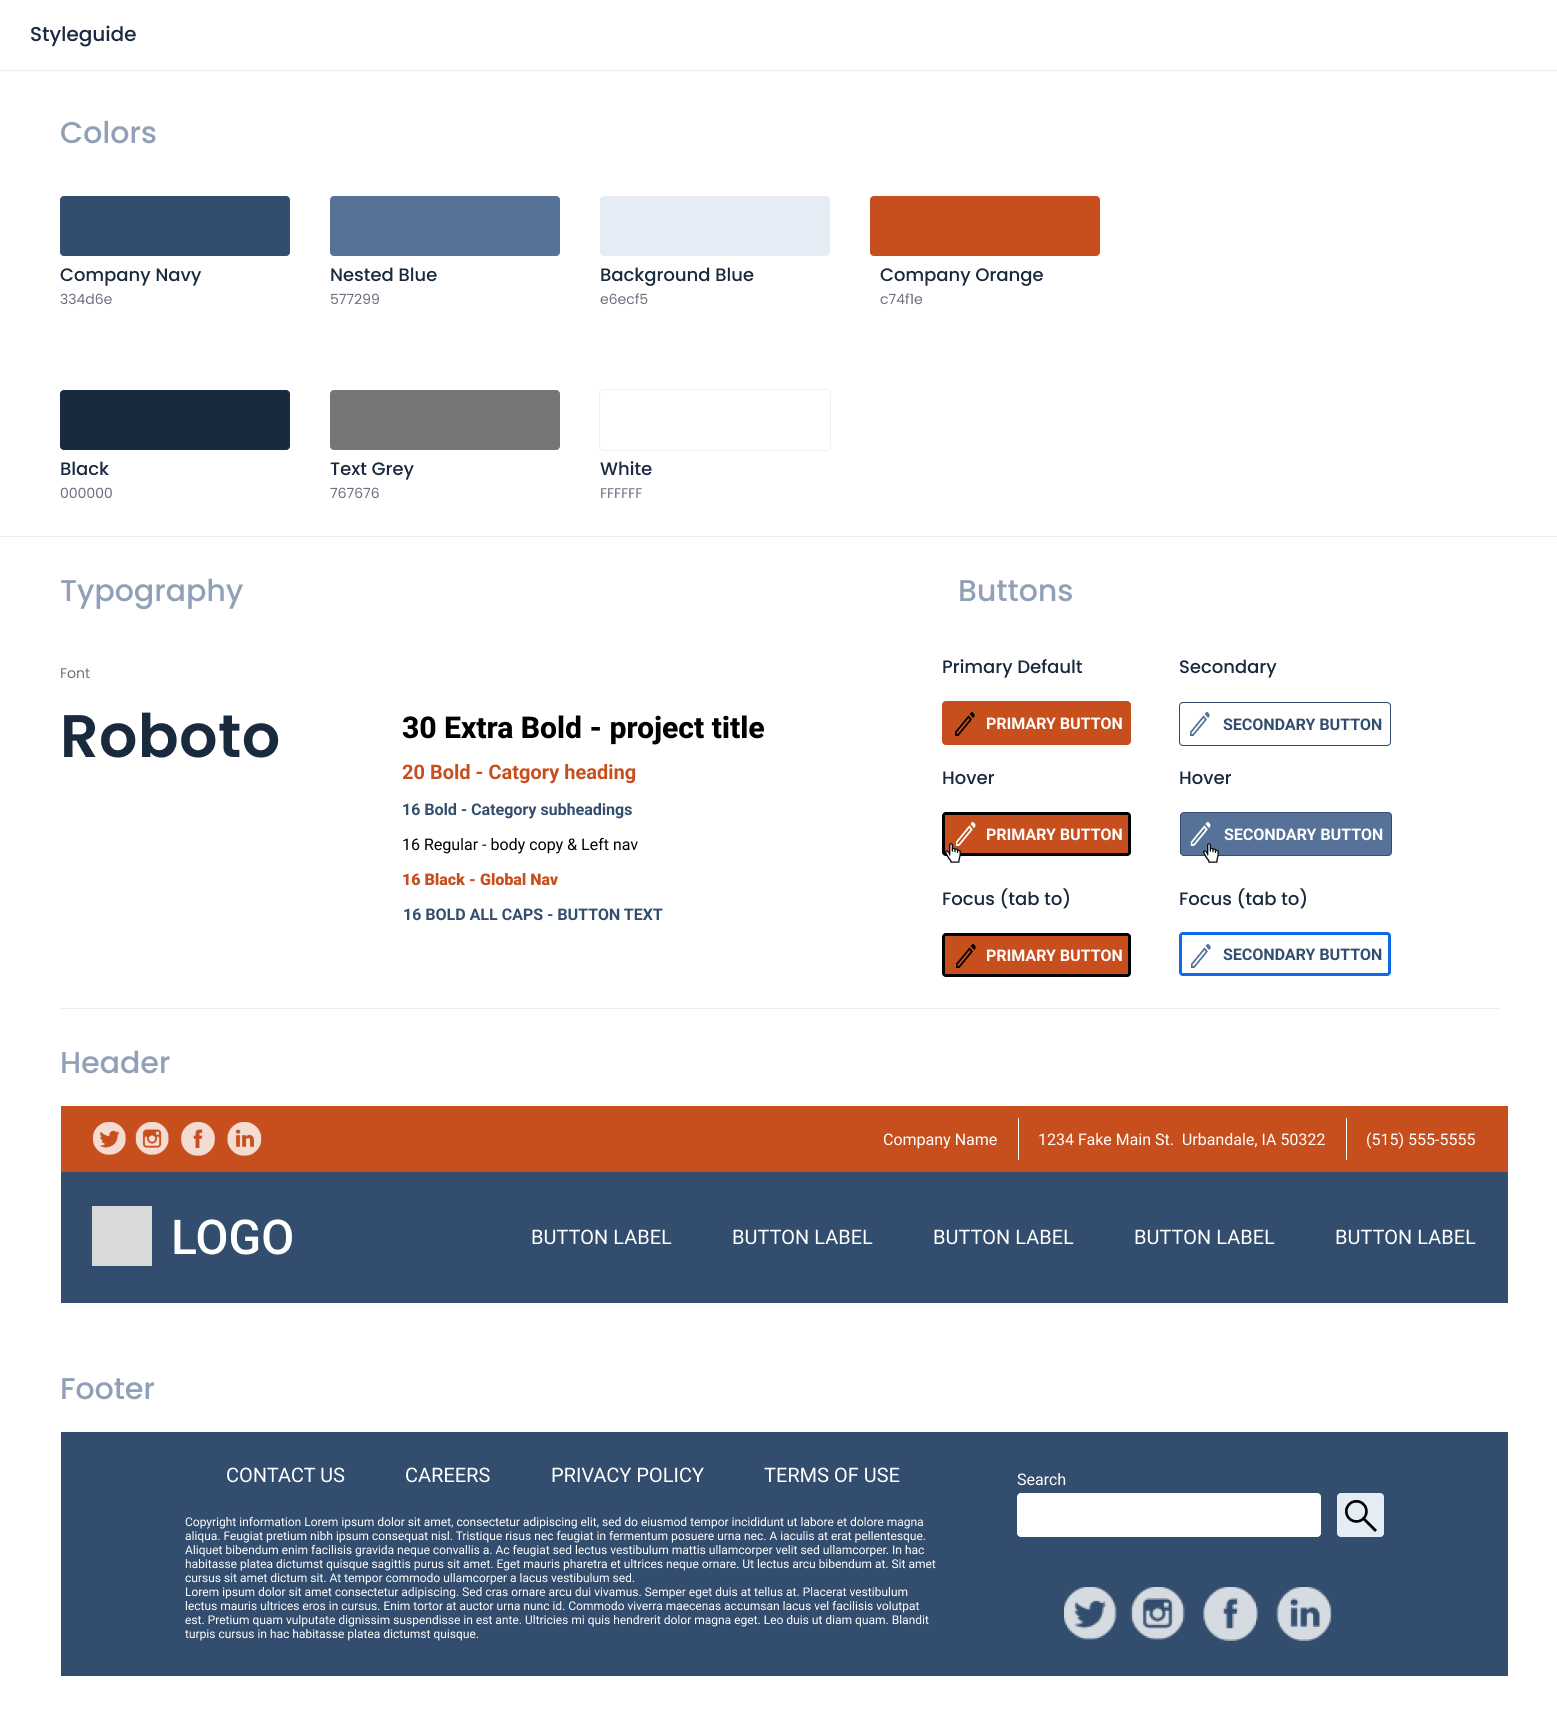 Styleguide
Colors
Company Navy
334d6e
Nested Blue
577299
Background Blue
e6ecf5
Company Orange
c74f1e
Black
000000
Text Grey
767676
White
FFFFFF
Typography
Font
Roboto
30 Extra Bold - project title
20 Bold - Catgory heading
16 Bold - Category subheadings
16 Regular - body copy & Left nav
16 Black - Global Nav
16 BOLD ALL CAPS - BUTTON TEXT
Buttons
Primary Default
Secondary
PRIMARY BUTTON
SECONDARY BUTTON
Hover
Hover
PRIMARY BUTTON
SECONDARY BUTTON
Focus (tab to)
Focus (tab to)
PRIMARY BUTTON
SECONDARY BUTTON
Header
Company Name
1234 Fake Main St.  Urbandale, IA 50322
(515) 555-5555
LOGO
BUTTON LABEL
BUTTON LABEL
BUTTON LABEL
BUTTON LABEL
BUTTON LABEL
Footer
CONTACT US
CAREERS
PRIVACY POLICY
TERMS OF USE
Copyright information Lorem ipsum dolor sit amet, consectetur adipiscing elit, sed do eiusmod tempor incididunt ut labore et dolore magna
aliqua. Feugiat pretium nibh ipsum consequat nisl. Tristique risus nec feugiat in fermentum posuere urna nec. A iaculis at erat pellentesque.
Aliquet bibendum enim facilisis gravida neque convallis a. Ac feugiat sed lectus vestibulum mattis ullamcorper velit sed ullamcorper. In hac
habitasse platea dictumst quisque sagittis purus sit amet. Eget mauris pharetra et ultrices neque ornare. Ut lectus arcu bibendum at. Sit amet
cursus sit amet dictum sit. At tempor commodo ullamcorper a lacus vestibulum sed.
Lorem ipsum dolor sit amet consectetur adipiscing. Sed cras ornare arcu dui vivamus. Semper eget duis at tellus at. Placerat vestibulum
lectus mauris ultrices eros in cursus. Enim tortor at auctor urna nunc id. Commodo viverra maecenas accumsan lacus vel facilisis volutpat
est. Pretium quam vulputate dignissim suspendisse in est ante. Ultricies mi quis hendrerit dolor magna eget. Leo duis ut diam quam. Blandit
turpis cursus in hac habitasse platea dictumst quisque.
Search